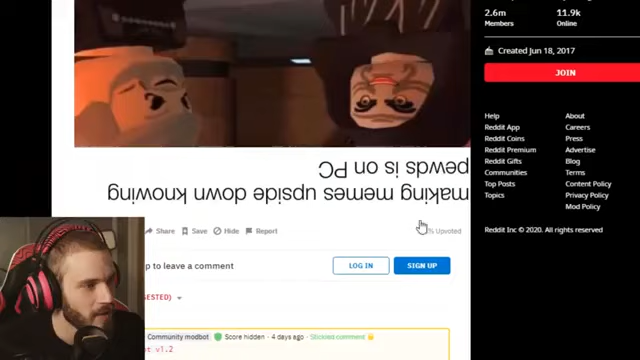 making memes upside down knowing
pewds is on PC
Share Save Hide Report
% Upvoted
p to leave a comment
LOG IN SIGN UP
ESTED)
Community modbot Score hidden · 4 days ago · Stickied comment
v1.2
2.6m 11.9k
Members Online
Created Jun 18, 2017
JOIN
Help About
Reddit App Careers
Reddit Coins Press
Reddit Premium Advertise
Reddit Gifts Blog
Communities Terms
Top Posts Content Policy
Topics Privacy Policy
Mod Policy
Reddit Inc © 2020. All rights reserved